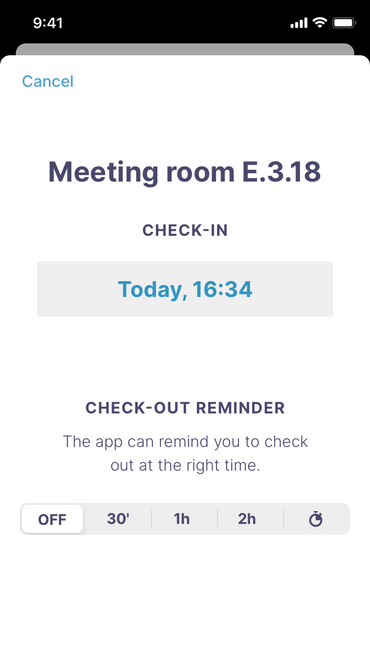 9:41
Cancel
Meeting room E.3.18
CHECK-IN
Today, 16:34
CHECK-OUT REMINDER
The app can remind you to check
out at the right time.
OFF 30' 1h 2h